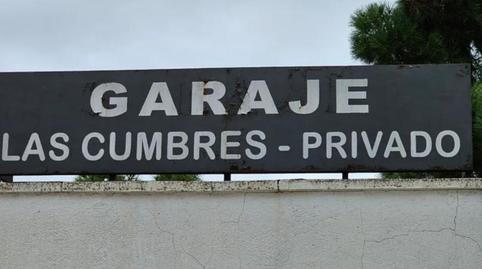 GARAJE
LAS CUMBRES - PRIVADO